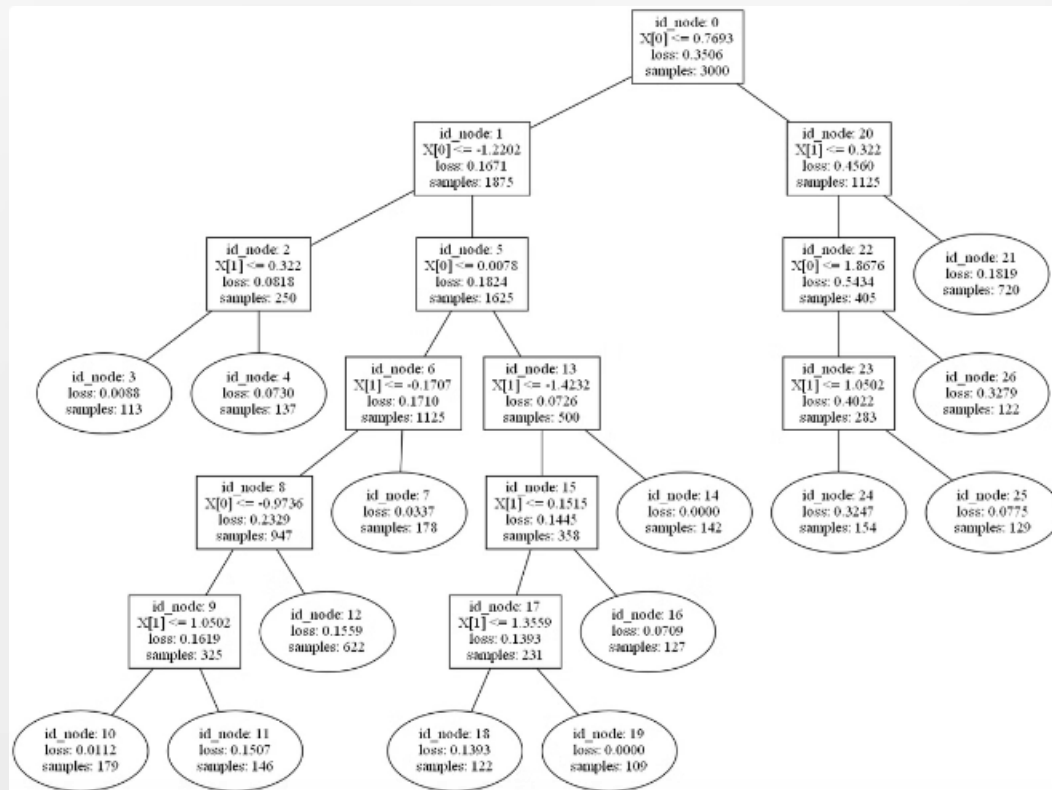 id_node: 0
X[0] <= 0.7693
loss: 0.3506
samples: 3000
id_node: 1
X[0] <= -1.2202
loss: 0.1671
samples: 1875
id_node: 20
X[1] <= 0.322
loss: 0.4560
samples: 1125
id_node: 2
X[1] <= 0.322
loss: 0.0818
samples: 250
id_node: 5
X[0] <= 0.0078
loss: 0.1824
samples: 1625
id_node: 22
X[0] <= 1.8676
loss: 0.5434
samples: 405
id_node: 21
loss: 0.1819
samples: 720
id_node: 3
loss: 0.0088
samples: 113
id_node: 4
loss: 0.0730
samples: 137
id_node: 6
X[1] <= -0.1707
loss: 0.1710
samples: 1125
id_node: 13
X[1] <= -1.4232
loss: 0.0726
samples: 500
id_node: 23
X[1] <= 1.0502
loss: 0.4022
samples: 283
id_node: 26
loss: 0.3279
samples: 122
id_node: 8
X[0] <= -0.9736
loss: 0.2329
samples: 947
id_node: 7
loss: 0.0337
samples: 178
id_node: 15
X[1] <= 0.1515
loss: 0.1445
samples: 358
id_node: 14
loss: 0.0000
samples: 142
id_node: 24
loss: 0.3247
samples: 154
id_node: 25
loss: 0.0775
samples: 129
id_node: 9
X[1] <= 1.0502
loss: 0.1619
samples: 325
id_node: 12
loss: 0.1559
samples: 622
id_node: 17
X[1] <= 1.3559
loss: 0.1393
samples: 231
id_node: 16
loss: 0.0709
samples: 127
id_node: 10
loss: 0.0112
samples: 179
id_node: 11
loss: 0.1507
samples: 146
id_node: 18
loss: 0.1393
samples: 122
id_node: 19
loss: 0.0000
samples: 109